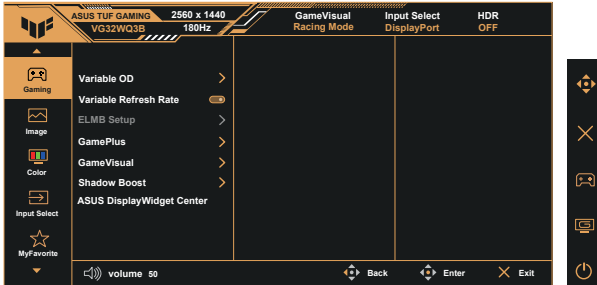 ASUS TUF GAMING 2560 x 1440
VG32WQ3B 180Hz
GameVisual Input Select HDR
Racing Mode DisplayPort OFF
Gaming
Image
Color
Input Select
MyFavorite
Variable OD
Variable Refresh Rate
ELMB Setup
GamePlus
GameVisual
Shadow Boost
ASUS DisplayWidget Center
volume 50
Back Enter Exit